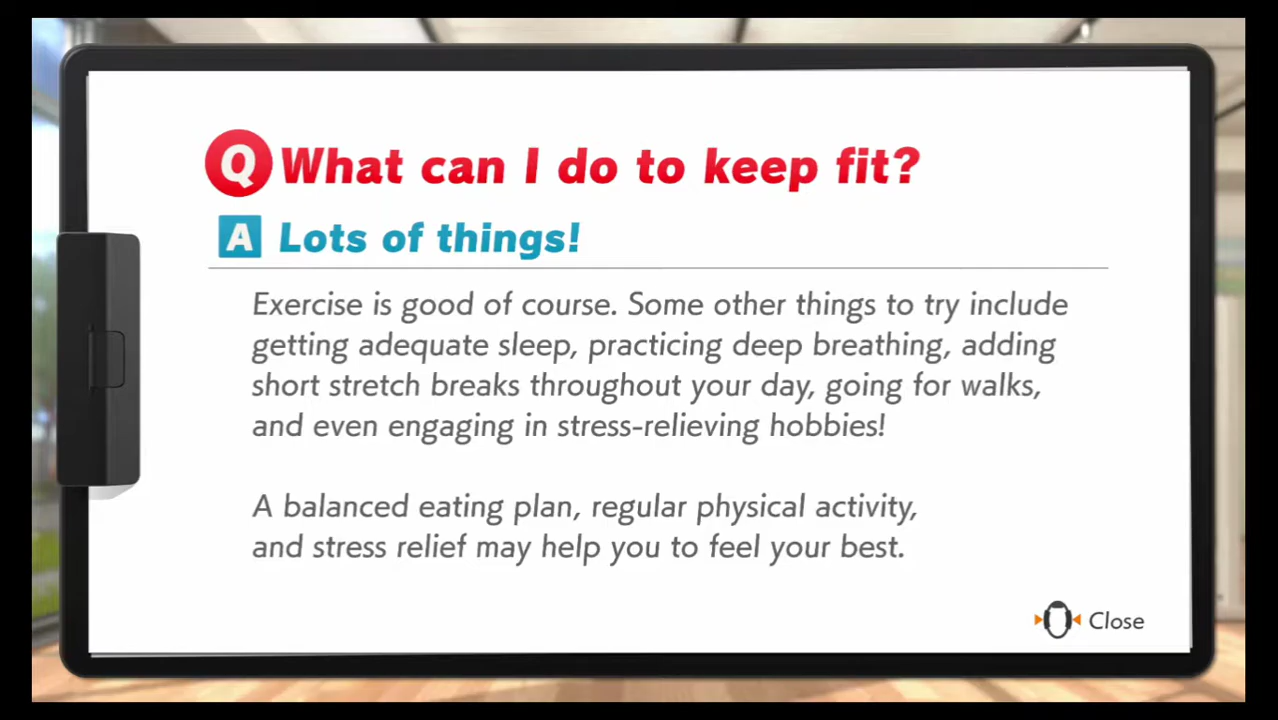 Q What can I do to keep fit?
A Lots of things!
Exercise is good of course. Some other things to try include
getting adequate sleep, practicing deep breathing, adding
short stretch breaks throughout your day, going for walks,
and even engaging in stress-relieving hobbies!
A balanced eating plan, regular physical activity,
and stress relief may help you to feel your best.
Close